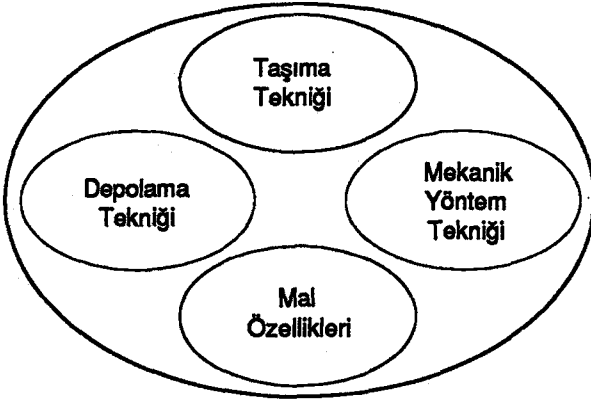 Taşıma
Tekniği
Depolama
Tekniği
Mekanik
Yöntem
Tekniği
Mal
Özellikleri